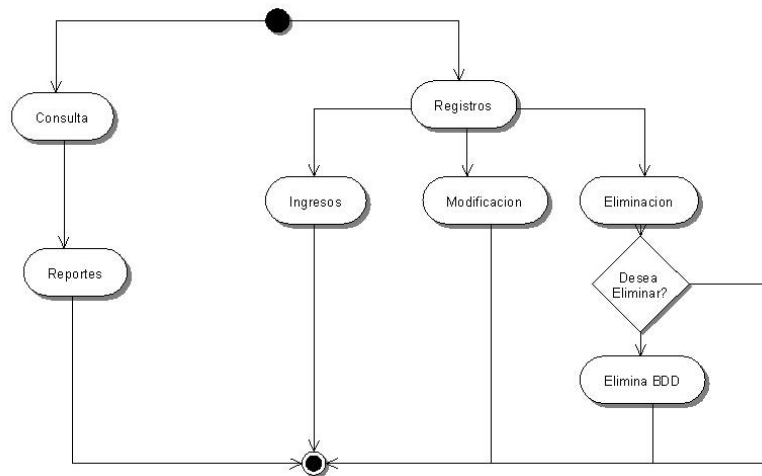 Registros
Consulta
Ingresos
Modificacion
Eliminacion
Reportes
Desea
Eliminar?
Elimina BDD